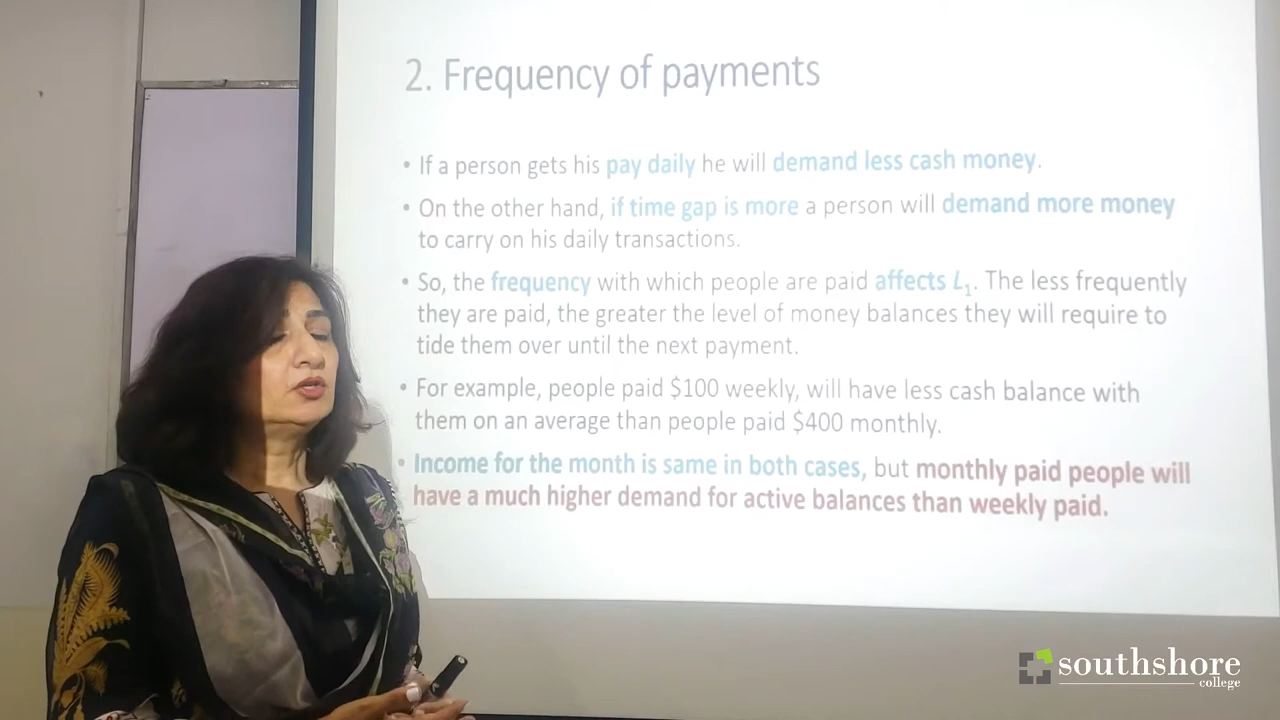 2. Frequency of payments
• If a person gets his pay daily he will demand less cash money.
• On the other hand, if time gap is more a person will demand more money
to carry on his daily transactions.
• So, the frequency with which people are paid affects L₁. The less frequently
they are paid, the greater the level of money balances they will require to
tide them over until the next payment.
• For example, people paid $100 weekly, will have less cash balance with
them on an average than people paid $400 monthly.
• Income for the month is same in both cases, but monthly paid people will
have a much higher demand for active balances than weekly paid.
southshore
college